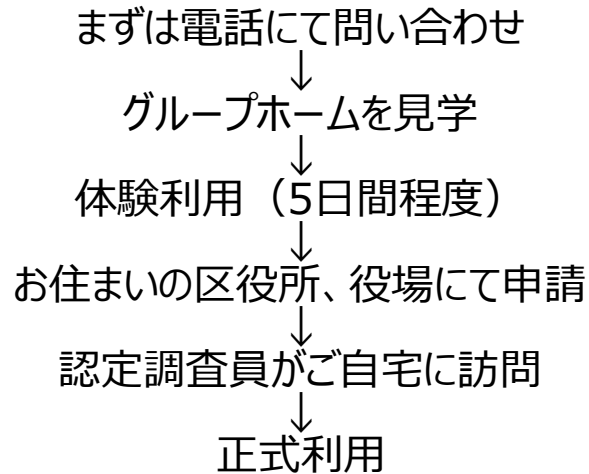 まずは電話にて問い合わせ
↓
グループホームを見学
↓
体験利用（5日間程度）
↓
お住まいの区役所、役場にて申請
↓
認定調査員がご自宅に訪問
↓
正式利用